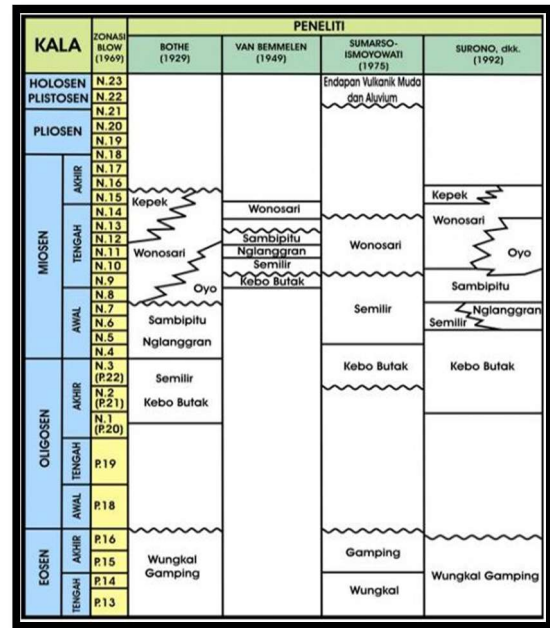 PENELITI
KALA
ZONASI
BLOW
(1969)
BOTHE
(1929)
VAN BEMMELEN
(1949)
SUMARSO-
ISMOYOWATI
(1975)
SURONO, dkk.
(1992)
HOLOSEN
PLISTOSEN
PLIOSEN
MIOSEN
AKHIR
TENGAH
AWAL
OLIGOSEN
AKHIR
TENGAH
AWAL
EOSEN
AKHIR
TENGAH
N.23
N.22
N.21
N.20
N.19
N.18
N.17
N.16
N.15
N.14
N.13
N.12
N.11
N.10
N.9
N.8
N.7
N.6
N.5
N.4
N.3
(P.22)
N.2
(P.21)
N.1
(P.20)
P.19
P.18
P.16
P.15
P.14
P.13
Kepek
Wonosari
Oyo
Sambipitu
Nglanggran
Semilir
Kebo Butak
Wungkal
Gamping
Wonosari
Sambipitu
Nglanggran
Semilir
Kebo Butak
Endapan Vulkanik Muda
dan Aluvium
Wonosari
Semilir
Kebo Butak
Gamping
Wungkal
Kepek
Wonosari
Oyo
Sambipitu
Nglanggran
Semilir
Kebo Butak
Wungkal Gamping